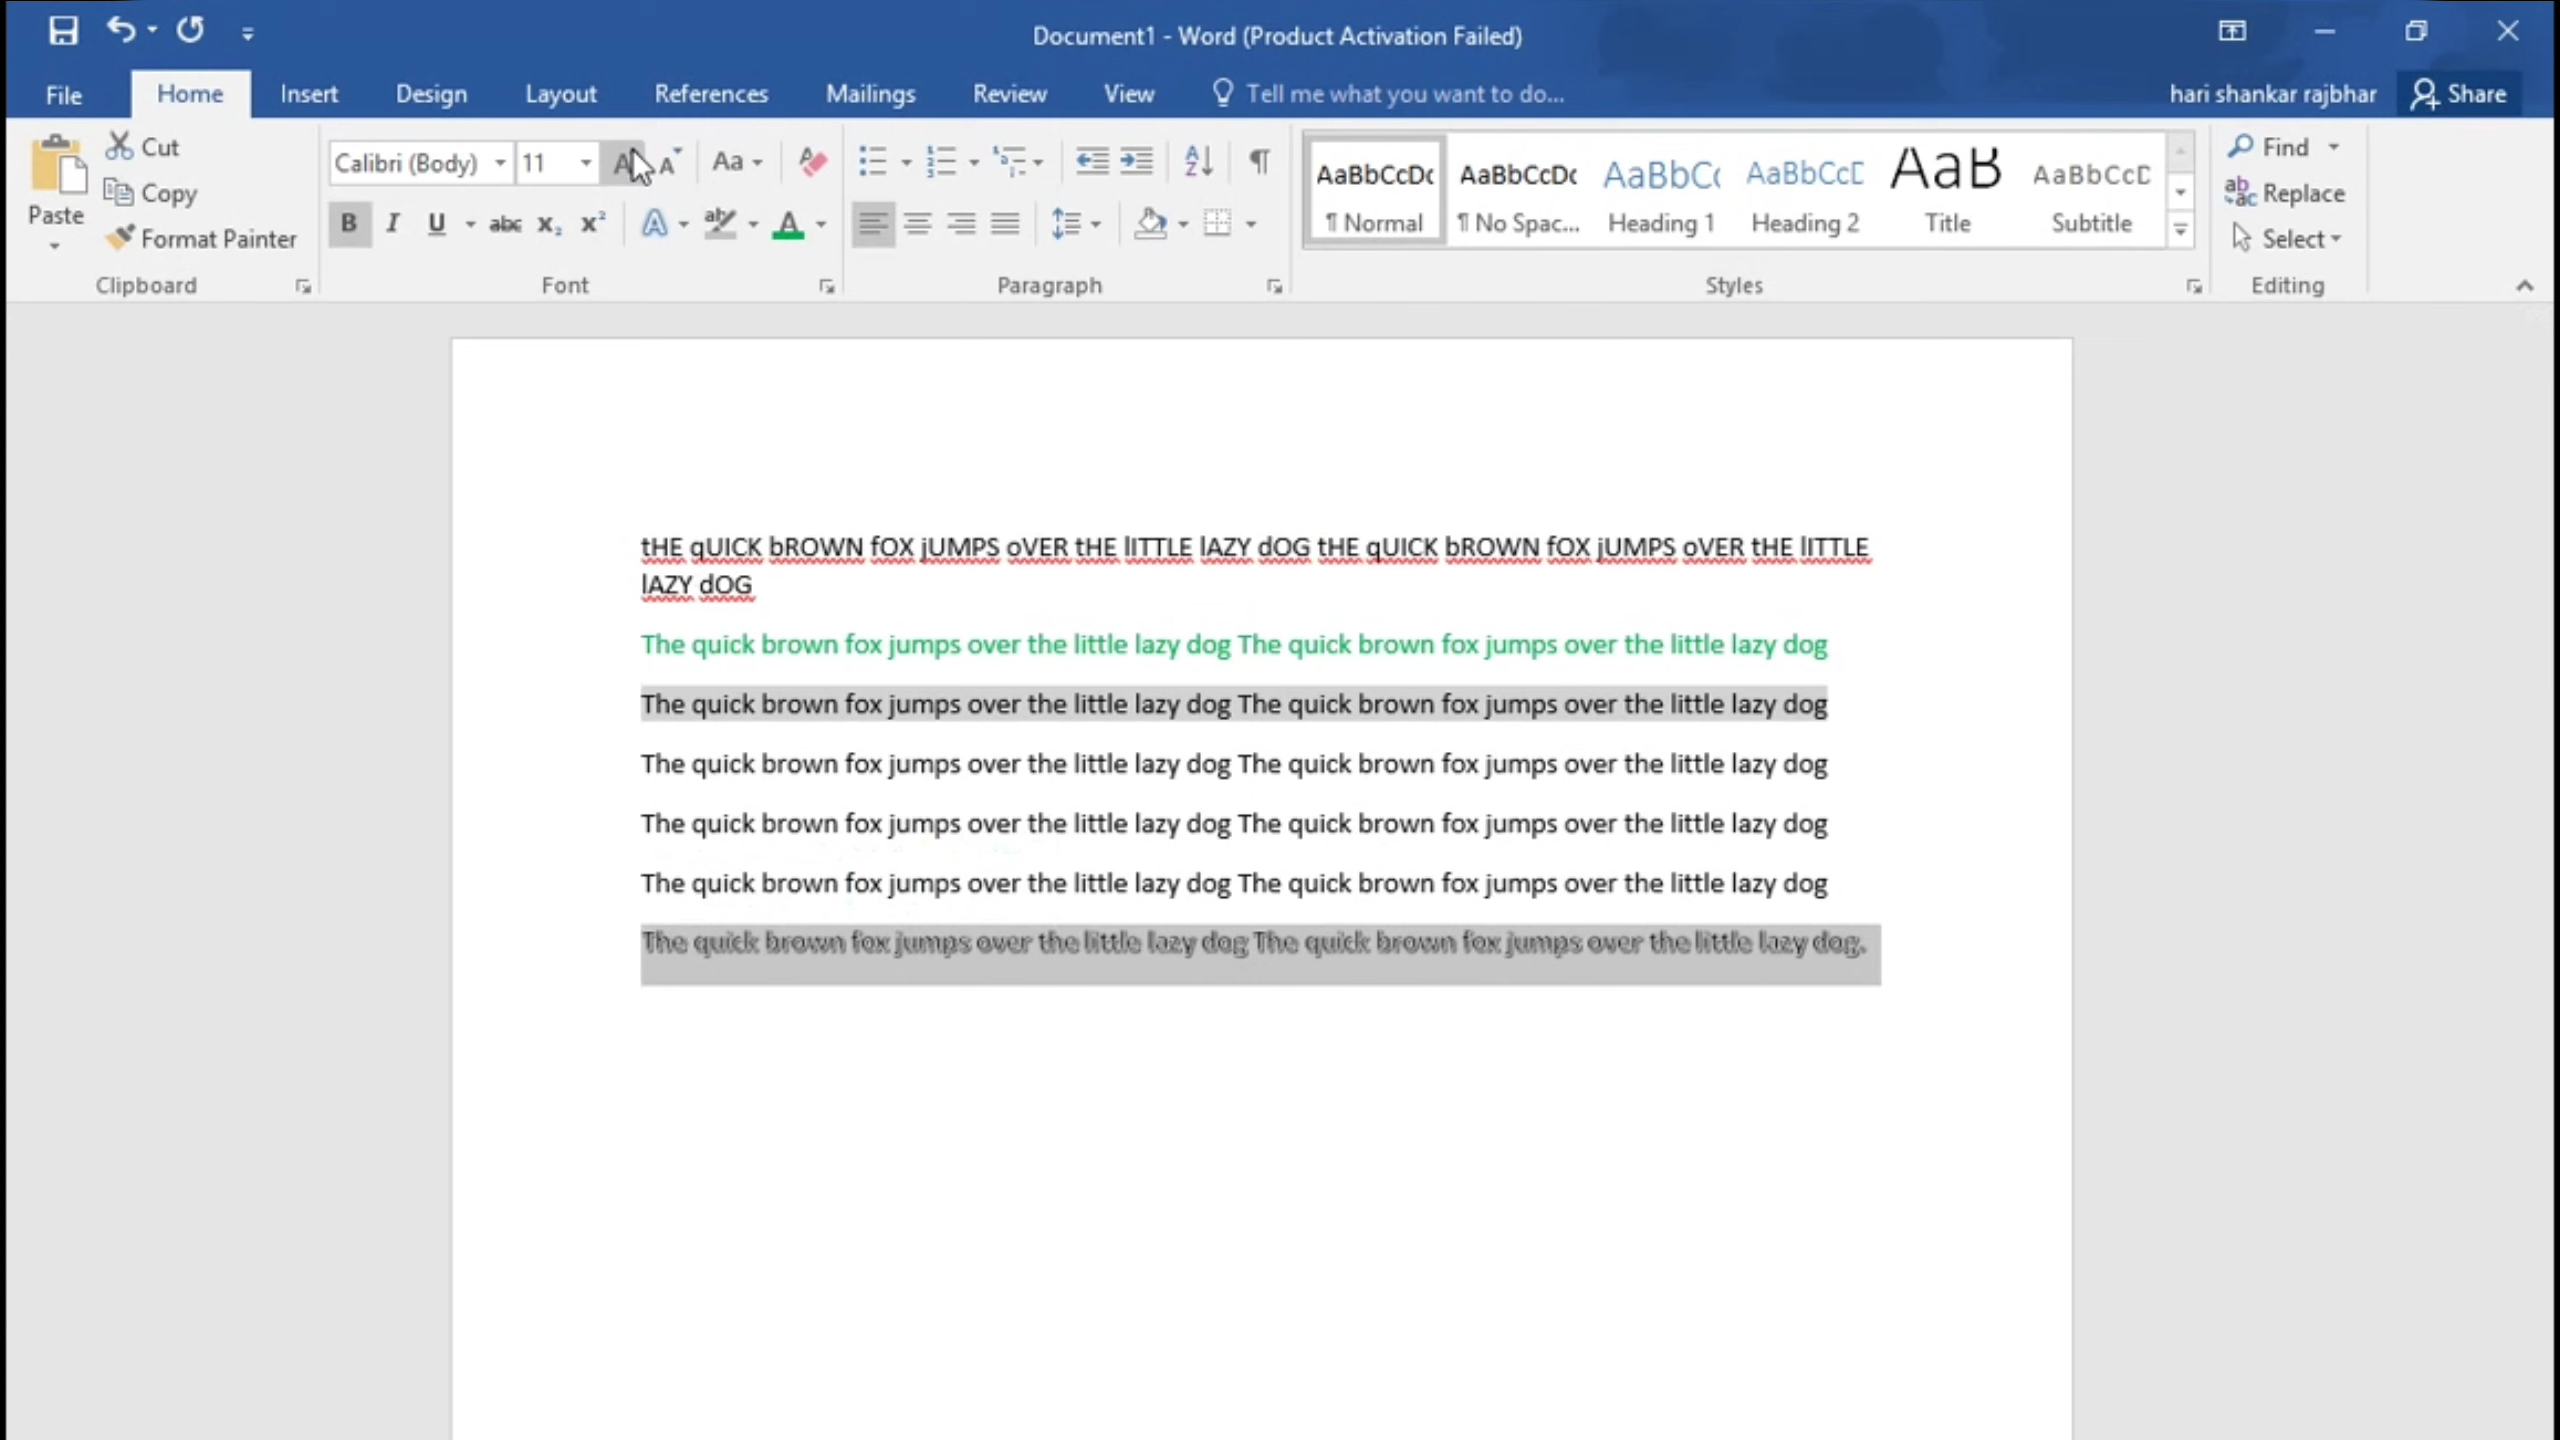 Document1 - Word (Product Activation Failed)
File Home Insert Design Layout References Mailings Review View Tell me what you want to do... hari shankar rajbhar Share
Paste Cut Copy Format Painter Clipboard
Calibri (Body) 11 Aa
B I U abc x₂ x² A A
Font
Paragraph
AaBbCcDc AaBbCcDc AaBbC AaBbCcD AaB AaBbCcD
¶ Normal ¶ No Spac... Heading 1 Heading 2 Title Subtitle
Styles
Find
Replace
Select
Editing
tHE qUICK bROWN fOX jUMPS oVER tHE lITTLE lAZY dOG tHE qUICK bROWN fOX jUMPS oVER tHE lITTLE
lAZY dOG
The quick brown fox jumps over the little lazy dog The quick brown fox jumps over the little lazy dog
The quick brown fox jumps over the little lazy dog The quick brown fox jumps over the little lazy dog
The quick brown fox jumps over the little lazy dog The quick brown fox jumps over the little lazy dog
The quick brown fox jumps over the little lazy dog The quick brown fox jumps over the little lazy dog
The quick brown fox jumps over the little lazy dog The quick brown fox jumps over the little lazy dog
The quick brown fox jumps over the little lazy dog The quick brown fox jumps over the little lazy dog.